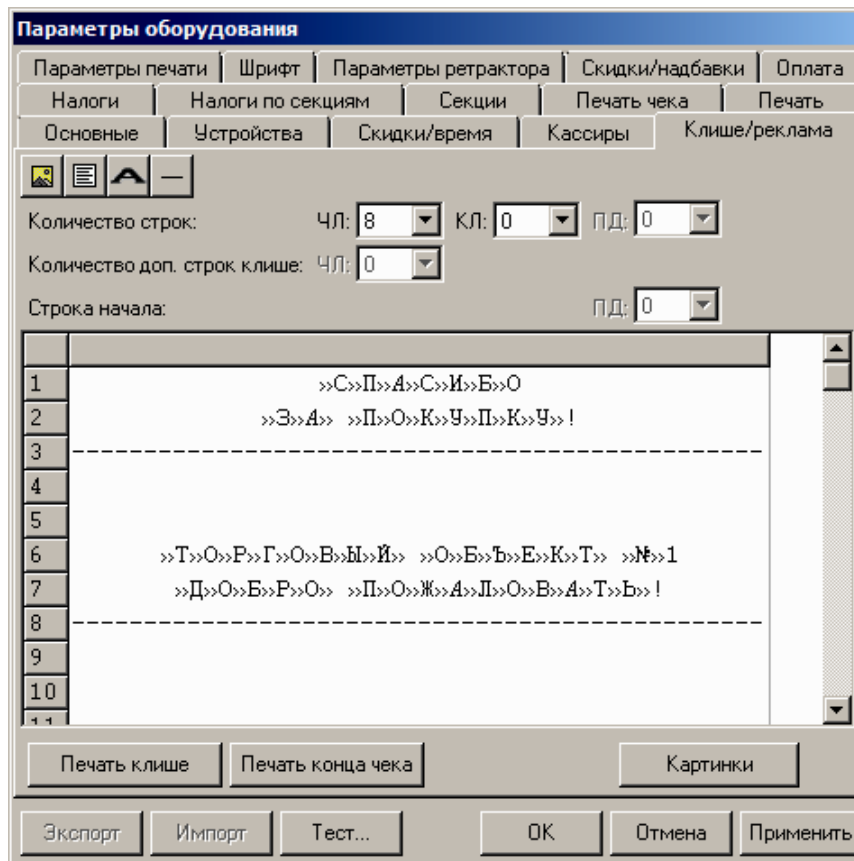 Параметры оборудования
Параметры печати Шрифт Параметры ретрактора Скидки/надбавки Оплата
Налоги Налоги по секциям Секции Печать чека Печать
Основные Устройства Скидки/время Кассиры Клише/реклама
Количество строк: ЧЛ: 8 КЛ: 0 ПД: 0
Количество доп. строк клише: ЧЛ: 0
Строка начала: ПД: 0
1 »С»П»А»С»И»Б»О
2 »З»А» »П»О»К»У»П»К»У»!
3 ------------------------------------------------
4
5
6 »Т»О»Р»Г»О»В»Ы»Й» »О»Б»Ъ»Е»К»Т» »№»1
7 »Д»О»Б»Р»О» »П»О»Ж»А»Л»О»В»А»Т»Ь»!
8 ------------------------------------------------
9
10
11
Печать клише Печать конца чека Картинки
Экспорт Импорт Тест... OK Отмена Применить